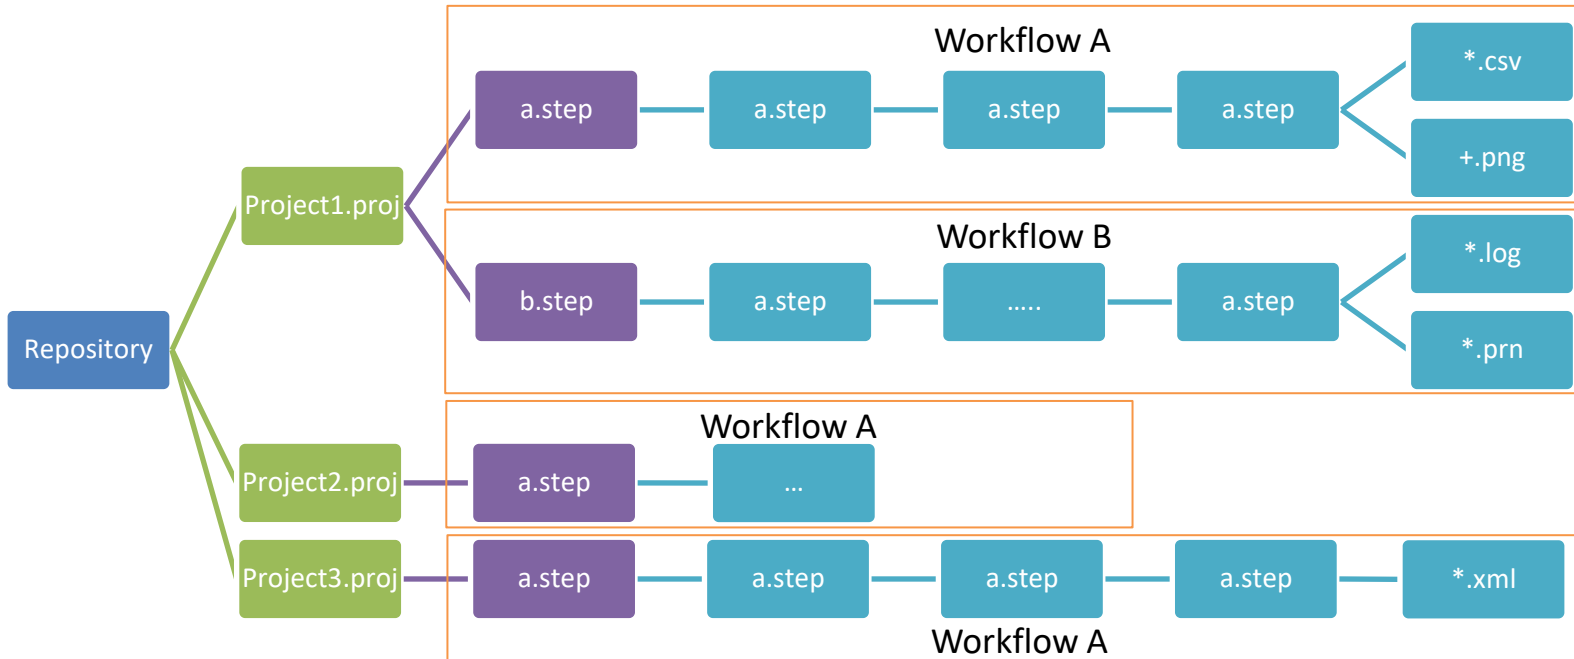 Workflow A
*.csv
a.step
a.step
a.step
a.step
+.png
Project1.proj
Workflow B
*.log
b.step
a.step
.....
a.step
*.prn
Repository
Workflow A
Project2.proj
a.step
...
Project3.proj
a.step
a.step
a.step
a.step
*.xml
Workflow A